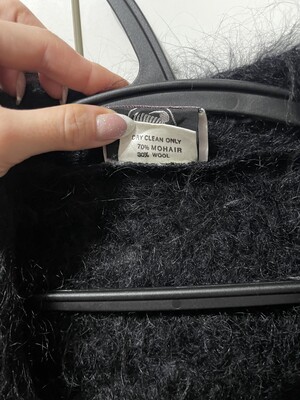 DRY CLEAN ONLY
70% MOHAIR
30% WOOL